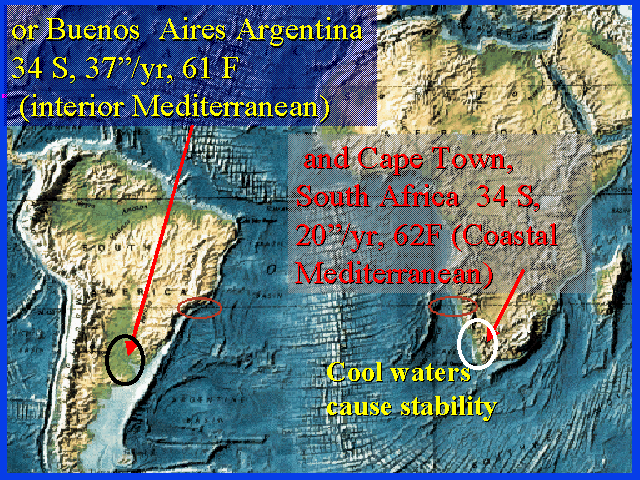 or Buenos Aires Argentina
34 S, 37”/yr, 61 F
(interior Mediterranean)
and Cape Town,
South Africa 34 S,
20”/yr, 62F (Coastal
Mediterranean)
Cool waters
cause stability
SOUTH